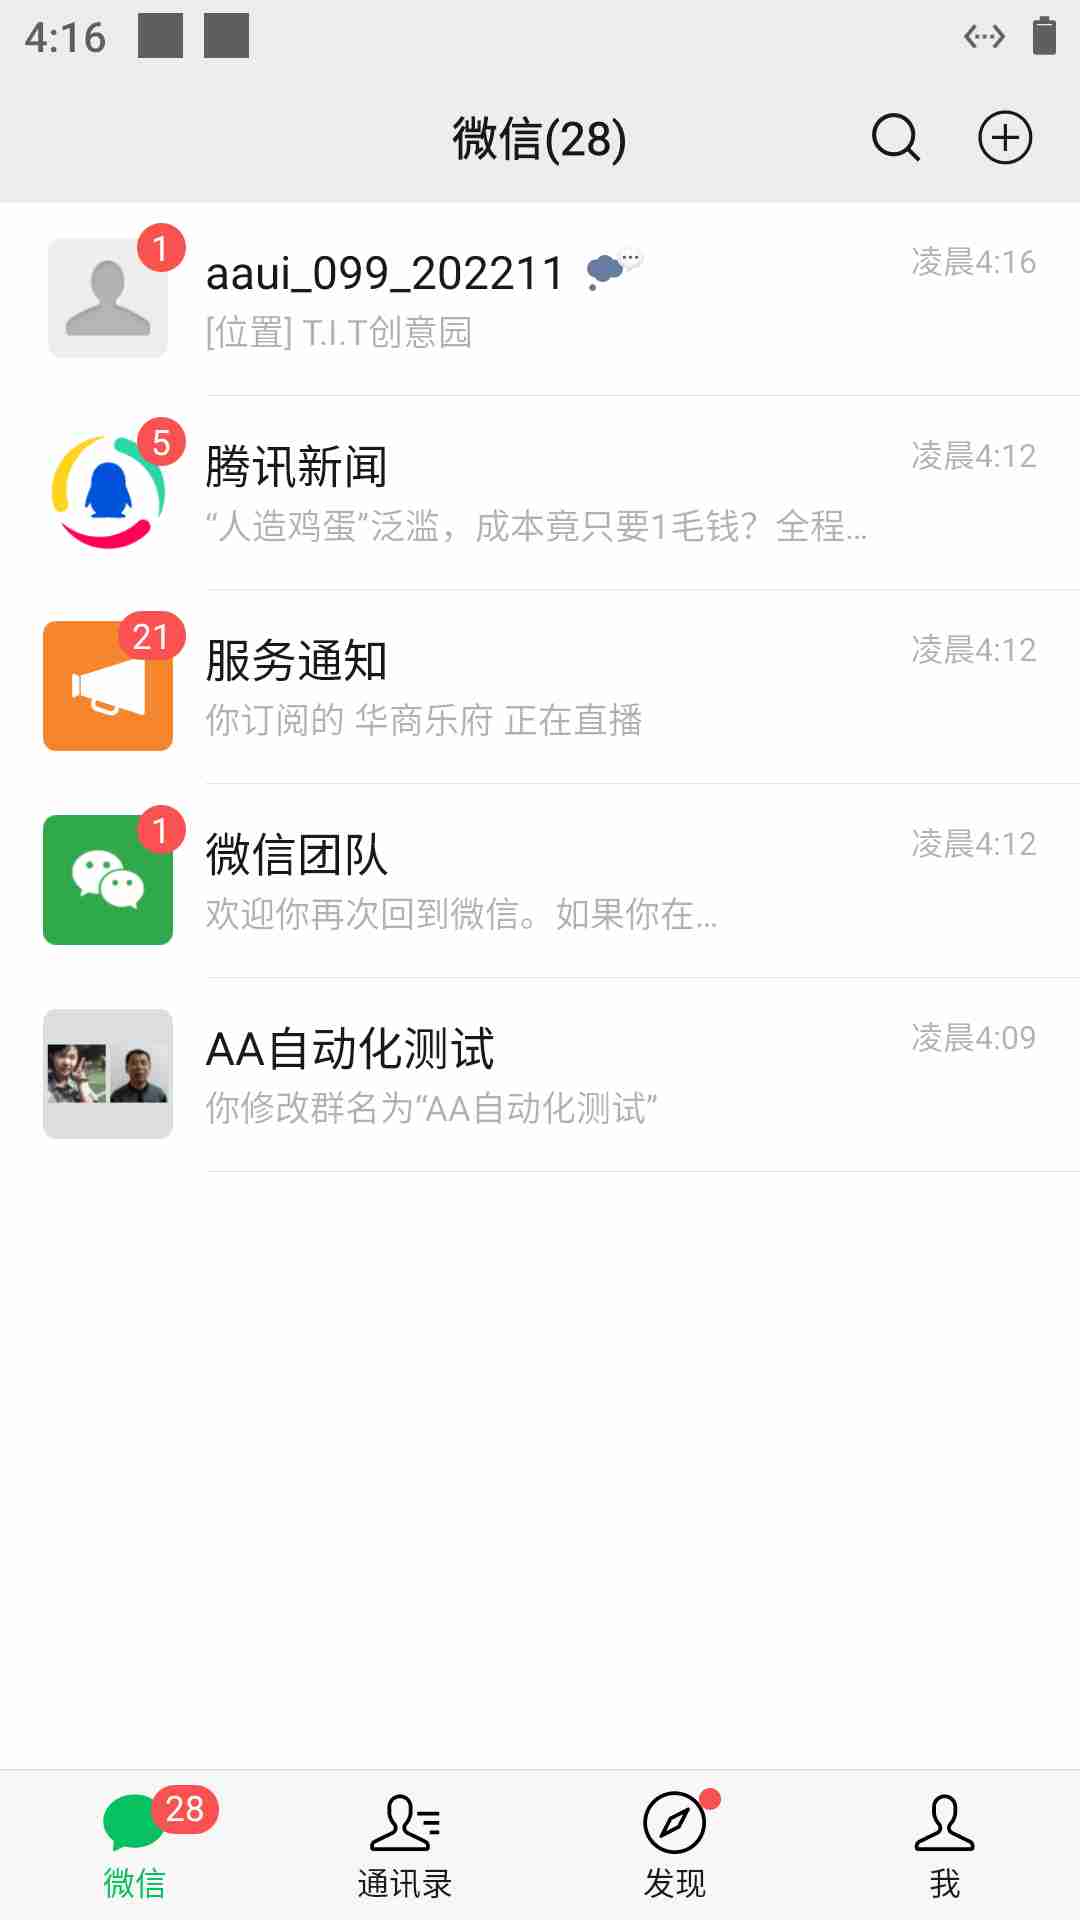 4:16
微信(28)
1
aaui_099_202211
凌晨4:16
[位置] T.I.T创意园
5
腾讯新闻
凌晨4:12
“人造鸡蛋”泛滥，成本竟只要1毛钱？全程...
21
服务通知
凌晨4:12
你订阅的 华商乐府 正在直播
1
微信团队
凌晨4:12
欢迎你再次回到微信。如果你在...
AA自动化测试
凌晨4:09
你修改群名为“AA自动化测试”
28
微信
通讯录
发现
我